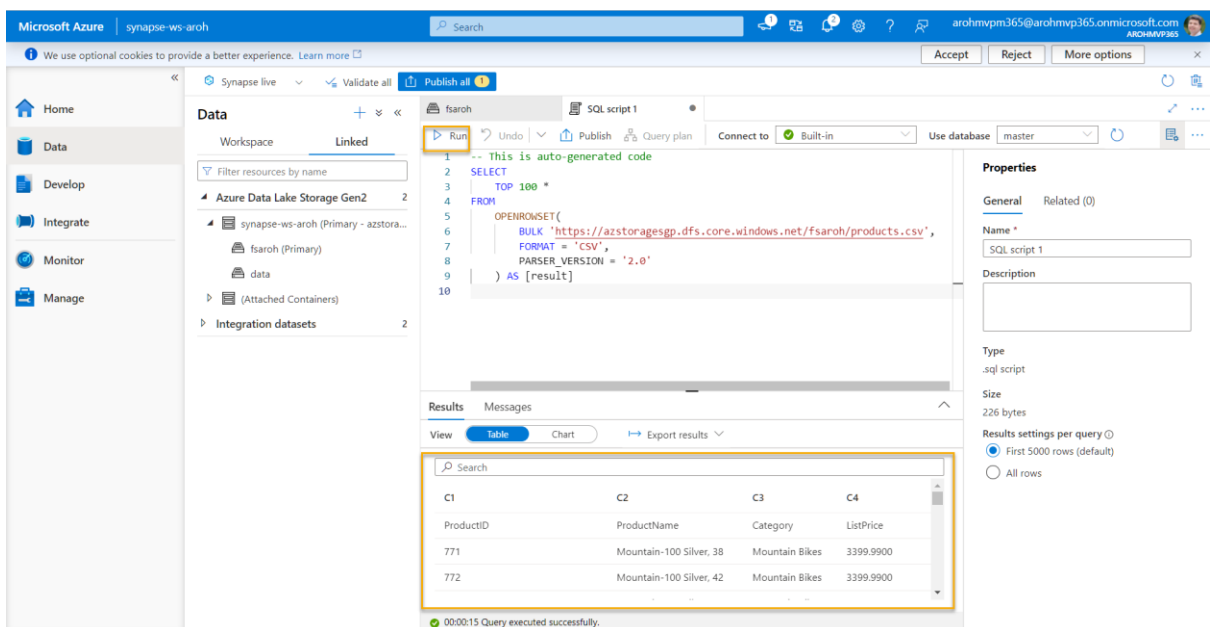 Microsoft Azure synapse-ws-aroh Search 1 2 ? arohmvpm365@arohmvp365.onmicrosoft.com
AROHMVP365
We use optional cookies to provide a better experience. Learn more Accept Reject More options ×
« Synapse live Validate all Publish all 1
Home
Data
Develop
Integrate
Monitor
Manage
Data + «
Workspace Linked
Filter resources by name
Azure Data Lake Storage Gen2 2
synapse-ws-aroh (Primary - azstora...
fsaroh (Primary)
data
(Attached Containers)
Integration datasets 2
fsaroh SQL script 1
Run Undo Publish Query plan Connect to Built-in Use database master
1 -- This is auto-generated code
2 SELECT
3 TOP 100 *
4 FROM
5 OPENROWSET(
6 BULK 'https://azstoragesgp.dfs.core.windows.net/fsaroh/products.csv',
7 FORMAT = 'CSV',
8 PARSER_VERSION = '2.0'
9 ) AS [result]
10
Results Messages
View Table Chart Export results
Search
C1 C2 C3 C4
ProductID ProductName Category ListPrice
771 Mountain-100 Silver, 38 Mountain Bikes 3399.9900
772 Mountain-100 Silver, 42 Mountain Bikes 3399.9900
00:00:15 Query executed successfully.
Properties
General Related (0)
Name *
SQL script 1
Description
Type
.sql script
Size
226 bytes
Results settings per query
First 5000 rows (default)
All rows